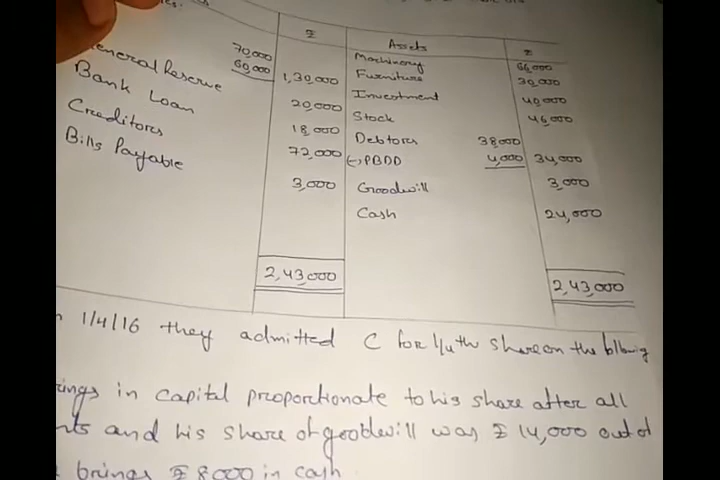 ₹ Assets ₹
70,000 Machinery 66,000
General Reserve 60,000 1,30,000 Furniture 30,000
Bank Loan 20,000 Investment 40,000
Creditors 18,000 Stock 46,000
Bills Payable 72,000 Debtors 38,000
(-) PBDD 4,000 34,000
3,000 Goodwill 3,000
Cash 24,000
2,43,000 2,43,000
1/4/16 they admitted C for 1/4th share on the following
rings in capital proportionate to his share after all
nts and his share of goodwill was ₹ 14,000 out of
brings ₹ 8000 in cash